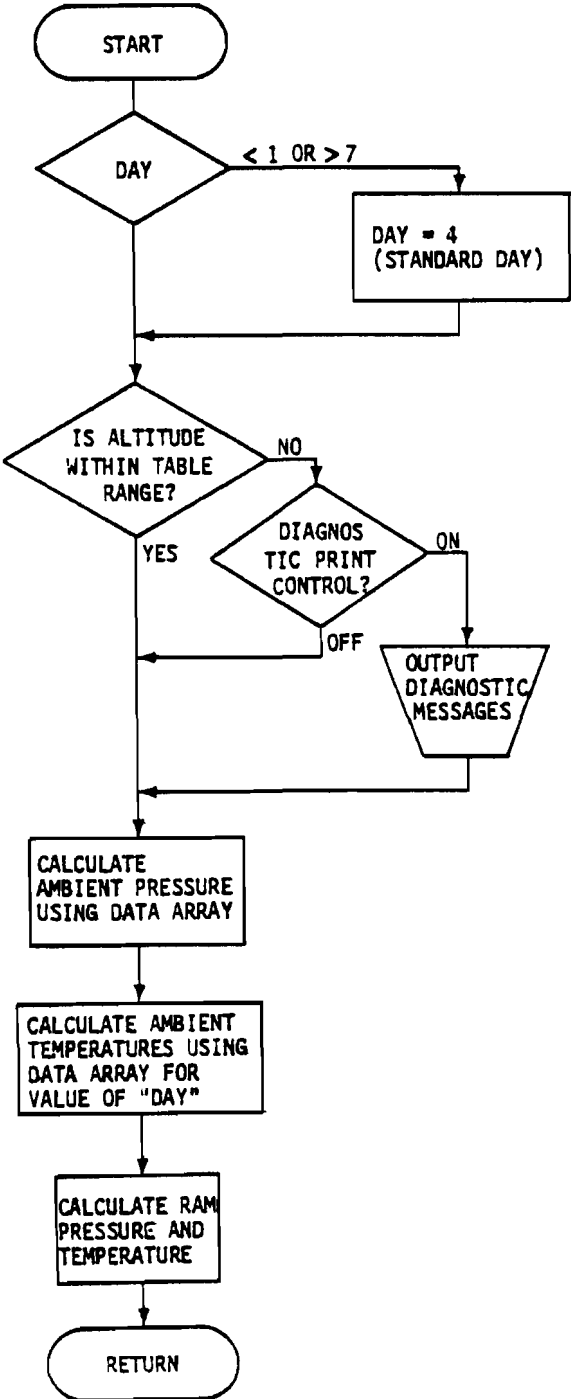 START
DAY
< 1 OR > 7
DAY = 4
(STANDARD DAY)
IS ALTITUDE
WITHIN TABLE
RANGE?
NO
YES
DIAGNOS
TIC PRINT
CONTROL?
ON
OFF
OUTPUT
DIAGNOSTIC
MESSAGES
CALCULATE
AMBIENT PRESSURE
USING DATA ARRAY
CALCULATE AMBIENT
TEMPERATURES USING
DATA ARRAY FOR
VALUE OF "DAY"
CALCULATE RAM
PRESSURE AND
TEMPERATURE
RETURN